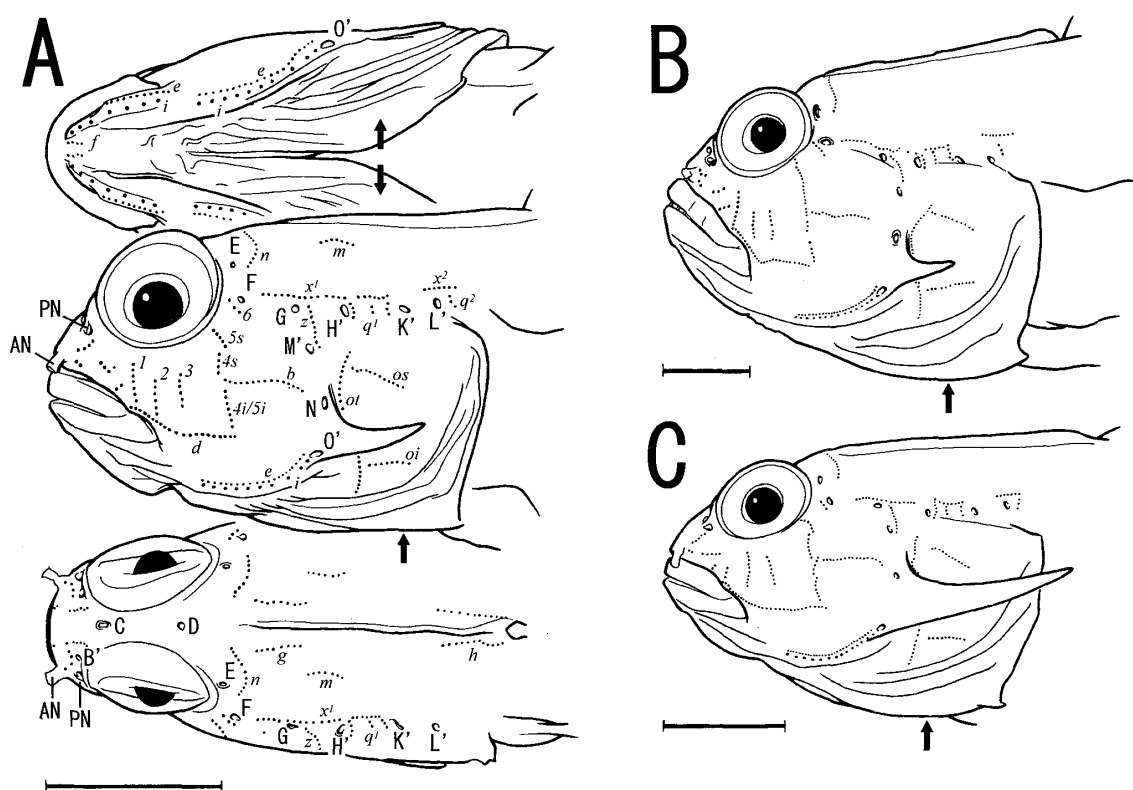 A
O'
e
e
i
i
f
B
E
n
m
F
x¹
x²
PN
6
G
z
H'
q¹
K'
L'
q²
AN
5s
M'
1
2
3
4s
b
os
4i/5i
N
ot
d
O'
e
i
oi
C
C
D
B'
g
h
E
n
m
AN
PN
F
x¹
G
z
H'
q¹
K'
L'